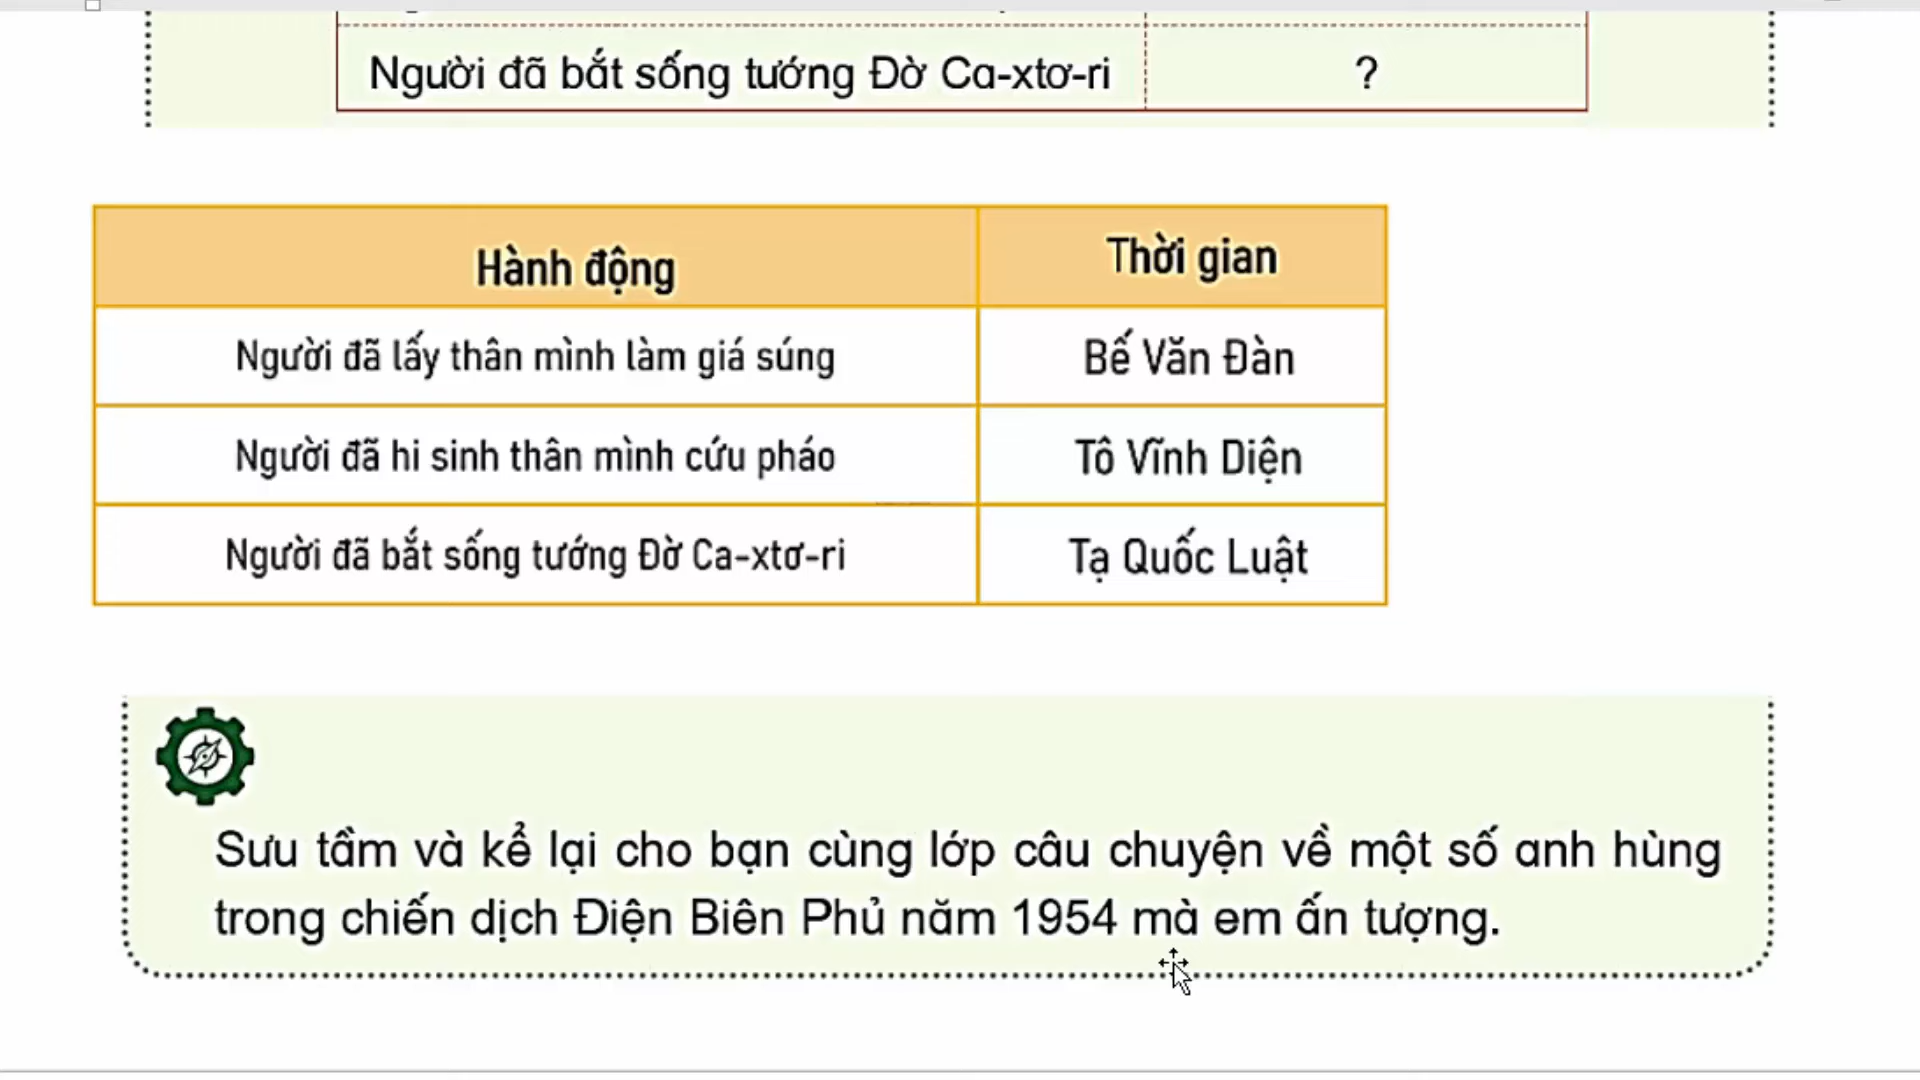 Người đã bắt sống tướng Đờ Ca-xtơ-ri ?
Hành động Thời gian
Người đã lấy thân mình làm giá súng Bế Văn Đàn
Người đã hi sinh thân mình cứu pháo Tô Vĩnh Diện
Người đã bắt sống tướng Đờ Ca-xtơ-ri Tạ Quốc Luật
Sưu tầm và kể lại cho bạn cùng lớp câu chuyện về một số anh hùng
trong chiến dịch Điện Biên Phủ năm 1954 mà em ấn tượng.